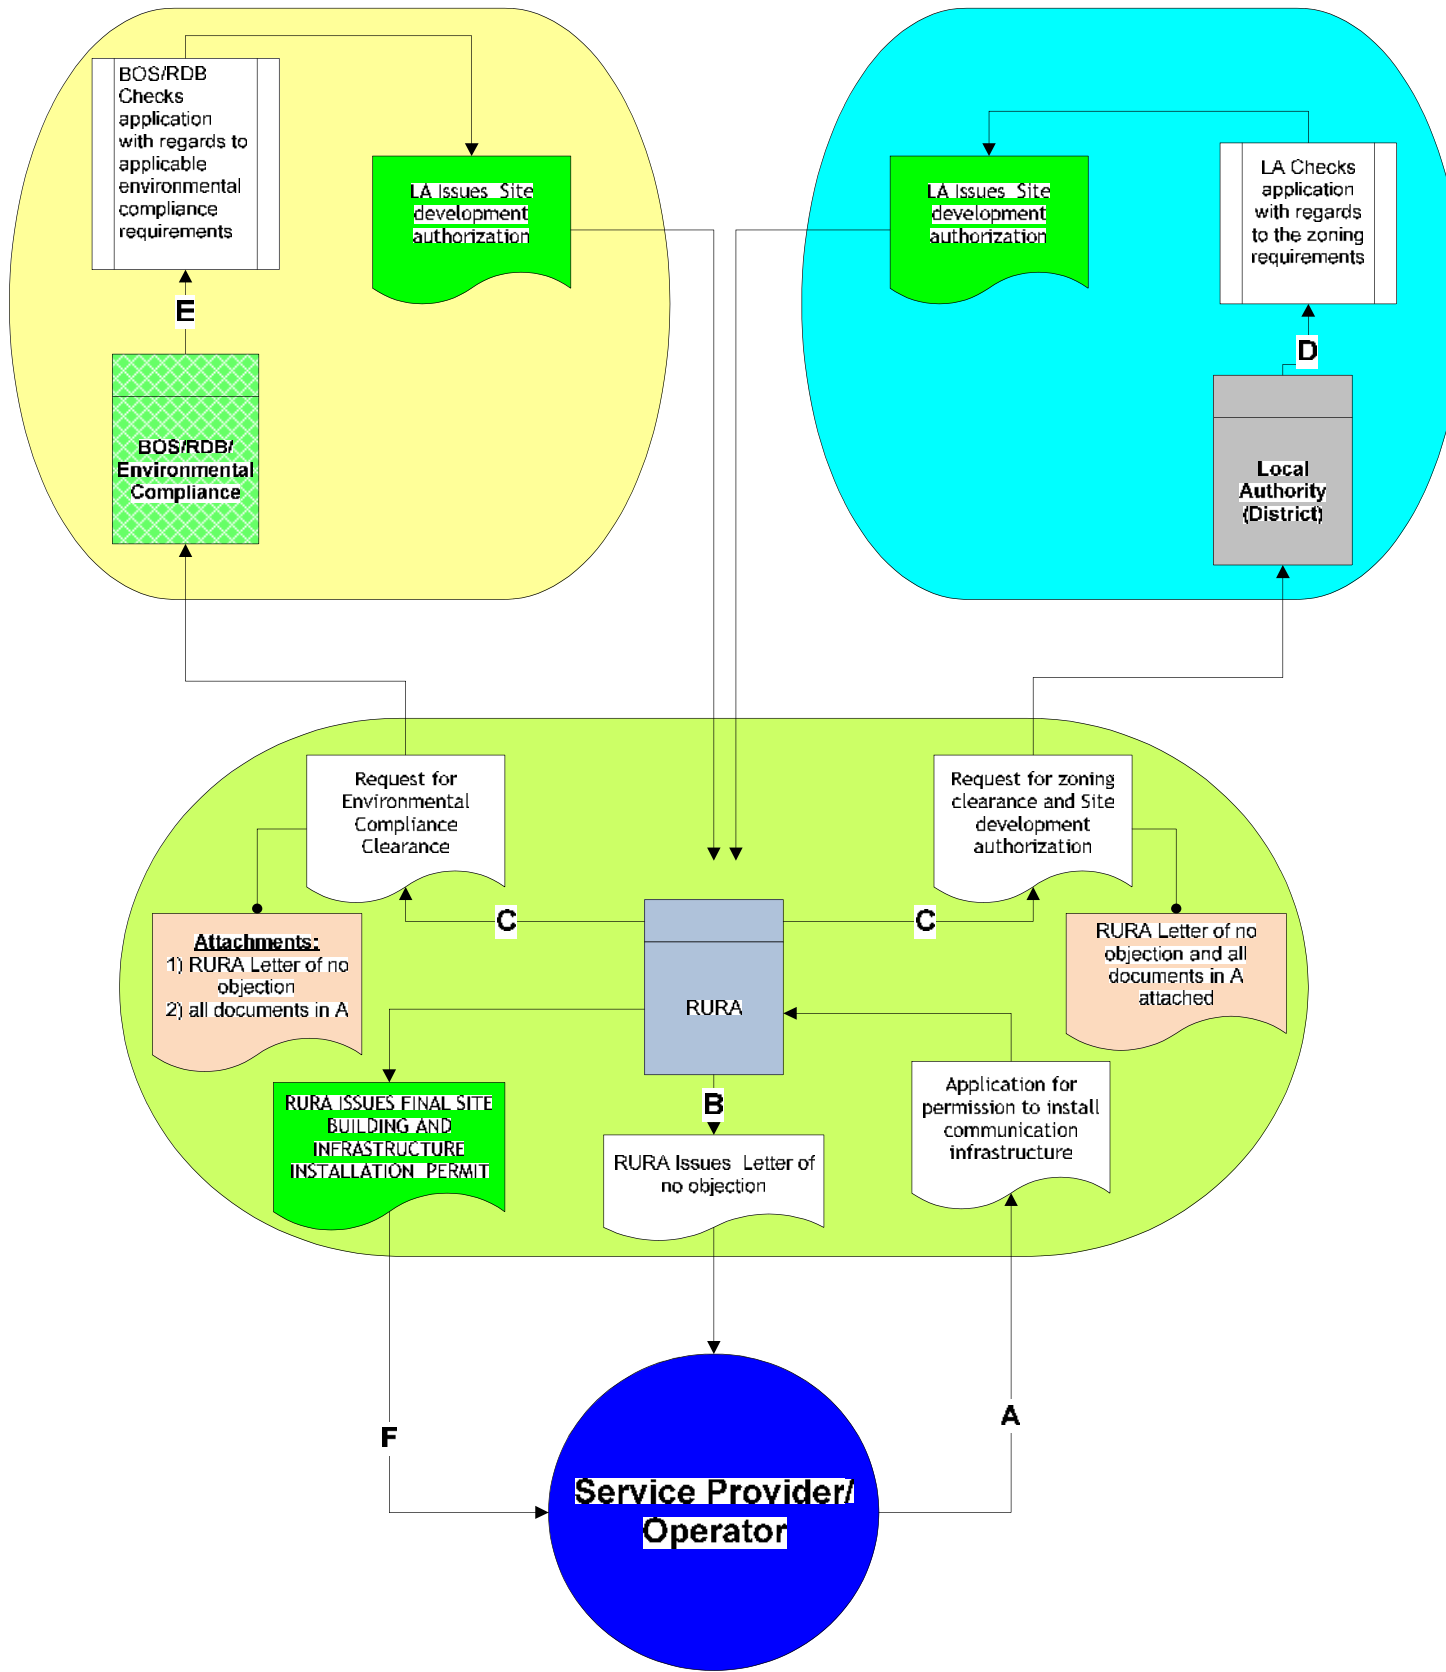 BOS/RDB
Checks
application
with regards to
applicable
environmental
compliance
requirements
LA Issues Site
development
authorization
LA Issues Site
development
authorization
LA Checks
application
with regards
to the zoning
requirements
E
D
BOS/RDB/
Environmental
Compliance
Local
Authority
(District)
Request for
Environmental
Compliance
Clearance
Request for zoning
clearance and Site
development
authorization
C
C
Attachments:
1) RURA Letter of no
objection
2) all documents in A
RURA
RURA Letter of no
objection and all
documents in A
attached
RURA ISSUES FINAL SITE
BUILDING AND
INFRASTRUCTURE
INSTALLATION PERMIT
B
RURA Issues Letter of
no objection
Application for
permission to install
communication
infrastructure
F
A
Service Provider/
Operator